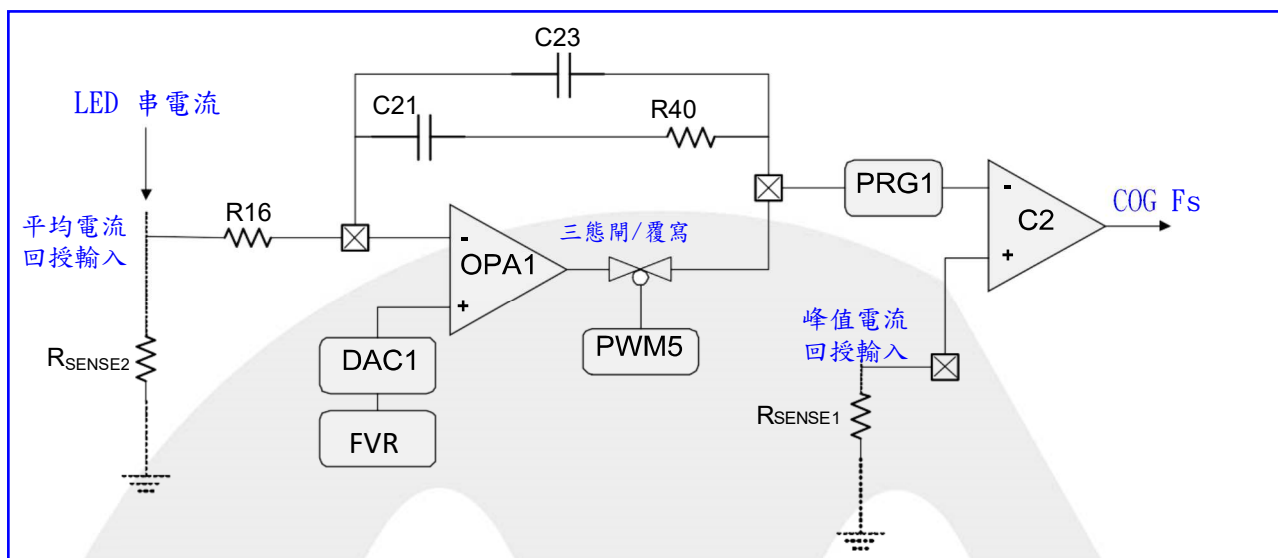 C23
LED 串電流
C21
R40
PRG1
C2
COG Fs
平均電流
回授輸入
R16
OPA1
三態閘/覆寫
DAC1
PWM5
FVR
RSENSE2
峰值電流
回授輸入
RSENSE1
-
+
-
+